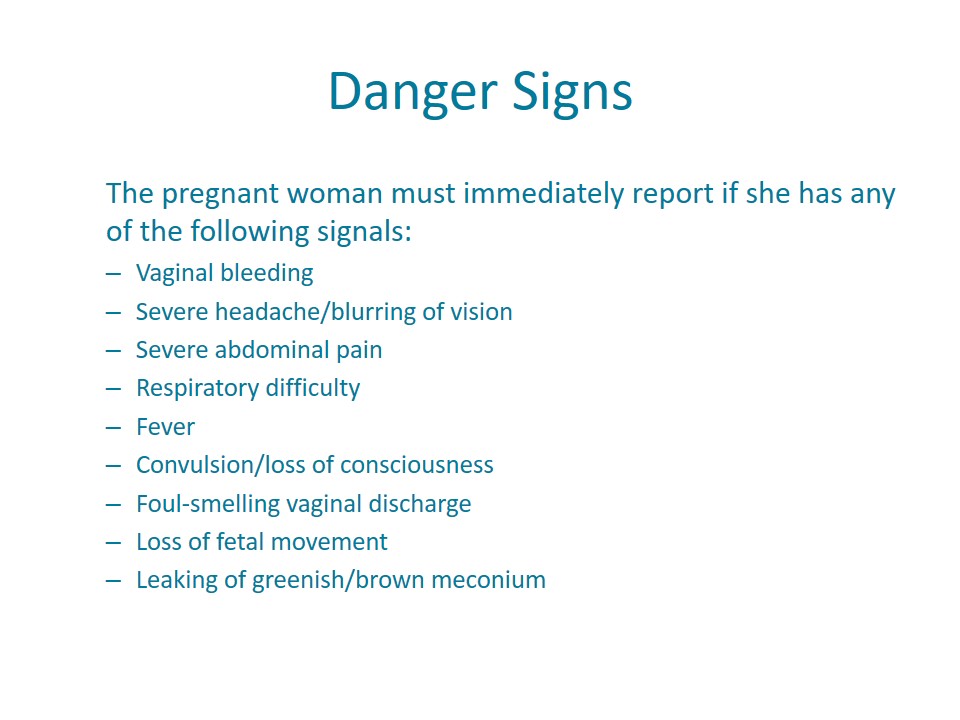 Danger Signs
The pregnant woman must immediately report if she has any
of the following signals:
– Vaginal bleeding
– Severe headache/blurring of vision
– Severe abdominal pain
– Respiratory difficulty
– Fever
– Convulsion/loss of consciousness
– Foul-smelling vaginal discharge
– Loss of fetal movement
– Leaking of greenish/brown meconium